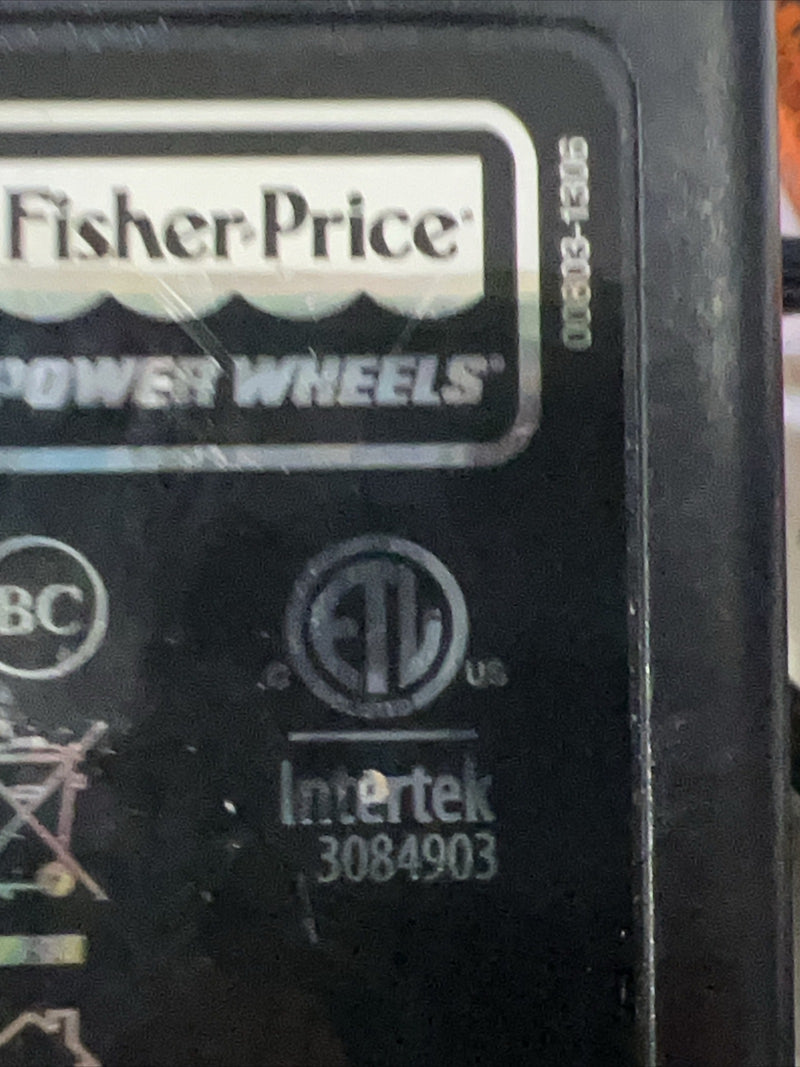 Fisher-Price®
POWER WHEELS®
00803-1306
BC
ETL
c
us
Intertek
3084903